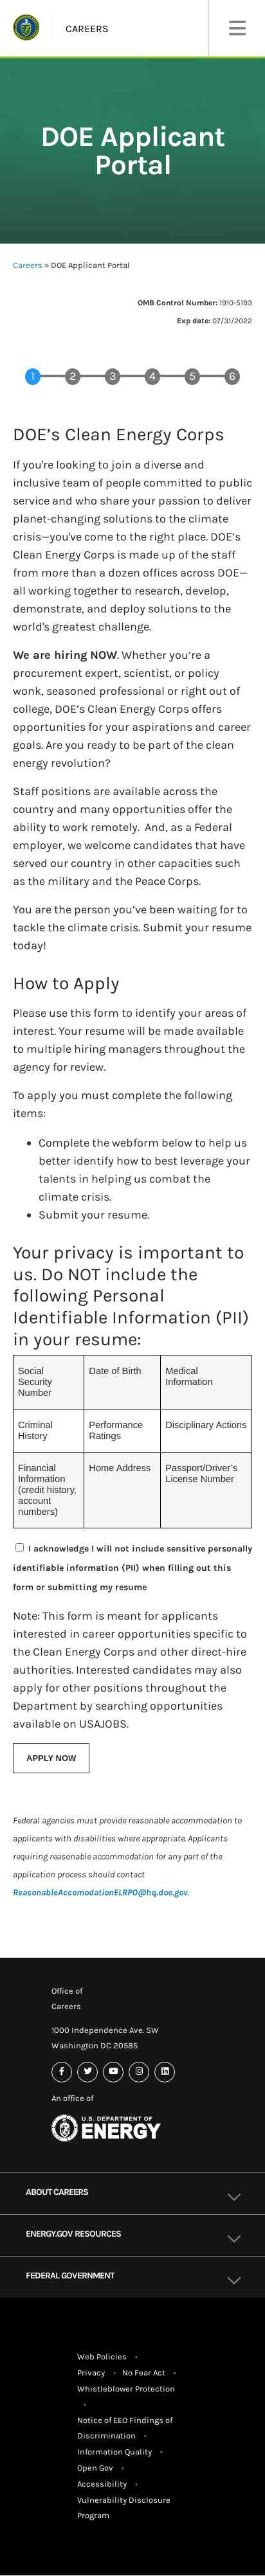 CAREERS
DOE Applicant
Portal
Careers » DOE Applicant Portal
OMB Control Number: 1910-5193
Exp date: 07/31/2022
1 2 3 4 5 6
DOE’s Clean Energy Corps
If you're looking to join a diverse and
inclusive team of people committed to public
service and who share your passion to deliver
planet-changing solutions to the climate
crisis—you've come to the right place. DOE’s
Clean Energy Corps is made up of the staff
from more than a dozen offices across DOE—
all working together to research, develop,
demonstrate, and deploy solutions to the
world's greatest challenge.
We are hiring NOW. Whether you’re a
procurement expert, scientist, or policy
wonk, seasoned professional or right out of
college, DOE’s Clean Energy Corps offers
opportunities for your aspirations and career
goals. Are you ready to be part of the clean
energy revolution?
Staff positions are available across the
country and many opportunities offer the
ability to work remotely.  And, as a Federal
employer, we welcome candidates that have
served our country in other capacities such
as the military and the Peace Corps.
You are the person you’ve been waiting for to
tackle the climate crisis. Submit your resume
today!
How to Apply
Please use this form to identify your areas of
interest. Your resume will be made available
to multiple hiring managers throughout the
agency for review.
To apply you must complete the following
items:
• Complete the webform below to help us
better identify how to best leverage your
talents in helping us combat the
climate crisis.
• Submit your resume.
Your privacy is important to
us. Do NOT include the
following Personal
Identifiable Information (PII)
in your resume:
Social
Security
Number
Date of Birth
Medical
Information
Criminal
History
Performance
Ratings
Disciplinary Actions
Financial
Information
(credit history,
account
numbers)
Home Address
Passport/Driver’s
License Number
I acknowledge I will not include sensitive personally
identifiable information (PII) when filling out this
form or submitting my resume
Note: This form is meant for applicants
interested in career opportunities specific to
the Clean Energy Corps and other direct-hire
authorities. Interested candidates may also
apply for other positions throughout the
Department by searching opportunities
available on USAJOBS.
APPLY NOW
Federal agencies must provide reasonable accommodation to
applicants with disabilities where appropriate. Applicants
requiring reasonable accommodation for any part of the
application process should contact
ReasonableAccomodationELRPO@hq.doe.gov.
Office of
Careers
1000 Independence Ave. SW
Washington DC 20585
An office of
U.S. DEPARTMENT OF
ENERGY
ABOUT CAREERS
ENERGY.GOV RESOURCES
FEDERAL GOVERNMENT
Web Policies •
Privacy • No Fear Act •
Whistleblower Protection
•
Notice of EEO Findings of
Discrimination •
Information Quality •
Open Gov •
Accessibility •
Vulnerability Disclosure
Program